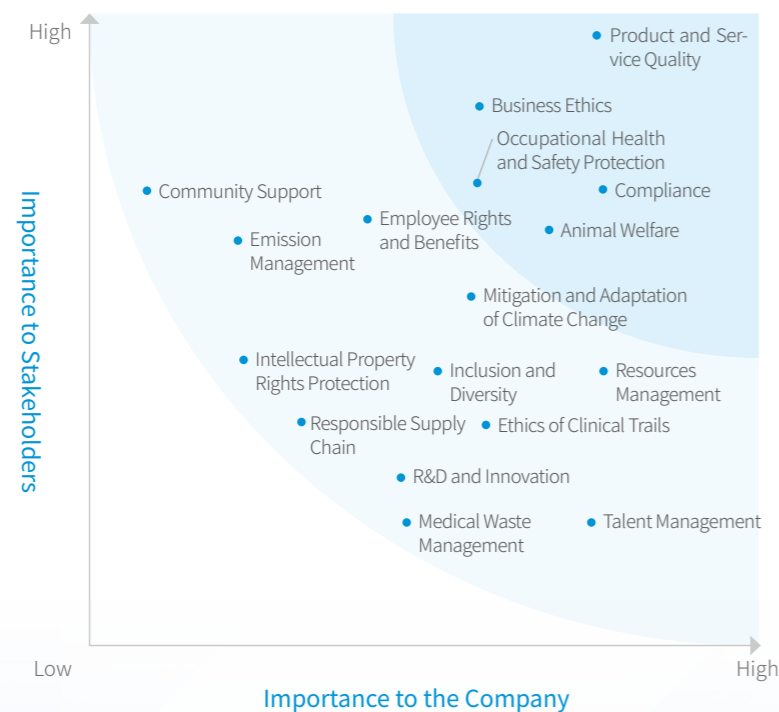 High
Product and Ser-
vice Quality
Business Ethics
Occupational Health
and Safety Protection
Community Support
Compliance
Employee Rights
and Benefits
Animal Welfare
Emission
Management
Mitigation and Adaptation
of Climate Change
Intellectual Property
Rights Protection
Inclusion and
Diversity
Resources
Management
Responsible Supply
Chain
Ethics of Clinical Trails
R&D and Innovation
Medical Waste
Management
Talent Management
Importance to Stakeholders
Low
High
Importance to the Company